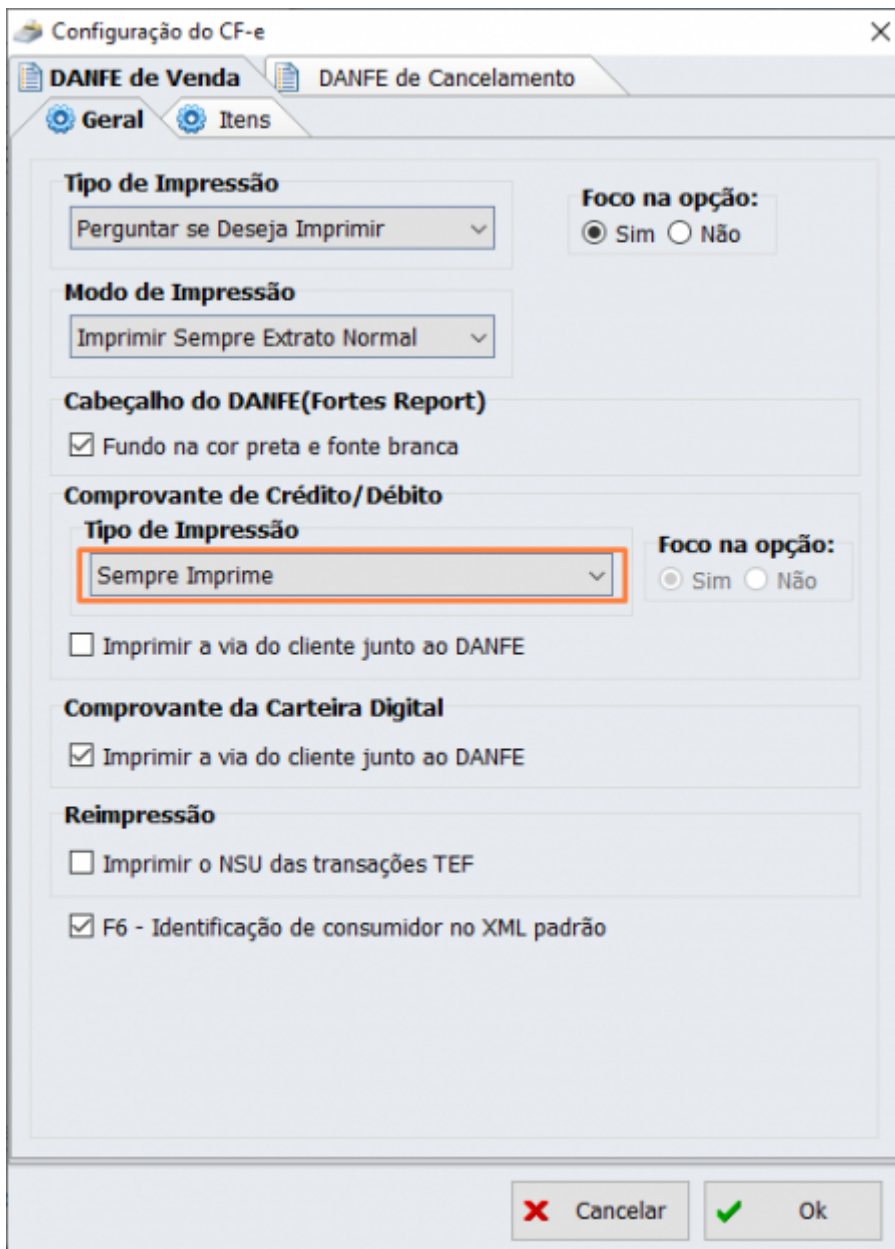 Configuração do CF-e
DANFE de Venda DANFE de Cancelamento
Geral Itens
Tipo de Impressão
Perguntar se Deseja Imprimir
Foco na opção:
Sim Não
Modo de Impressão
Imprimir Sempre Extrato Normal
Cabeçalho do DANFE(Fortes Report)
Fundo na cor preta e fonte branca
Comprovante de Crédito/Débito
Tipo de Impressão
Sempre Imprime
Foco na opção:
Sim Não
Imprimir a via do cliente junto ao DANFE
Comprovante da Carteira Digital
Imprimir a via do cliente junto ao DANFE
Reimpressão
Imprimir o NSU das transações TEF
F6 - Identificação de consumidor no XML padrão
Cancelar Ok